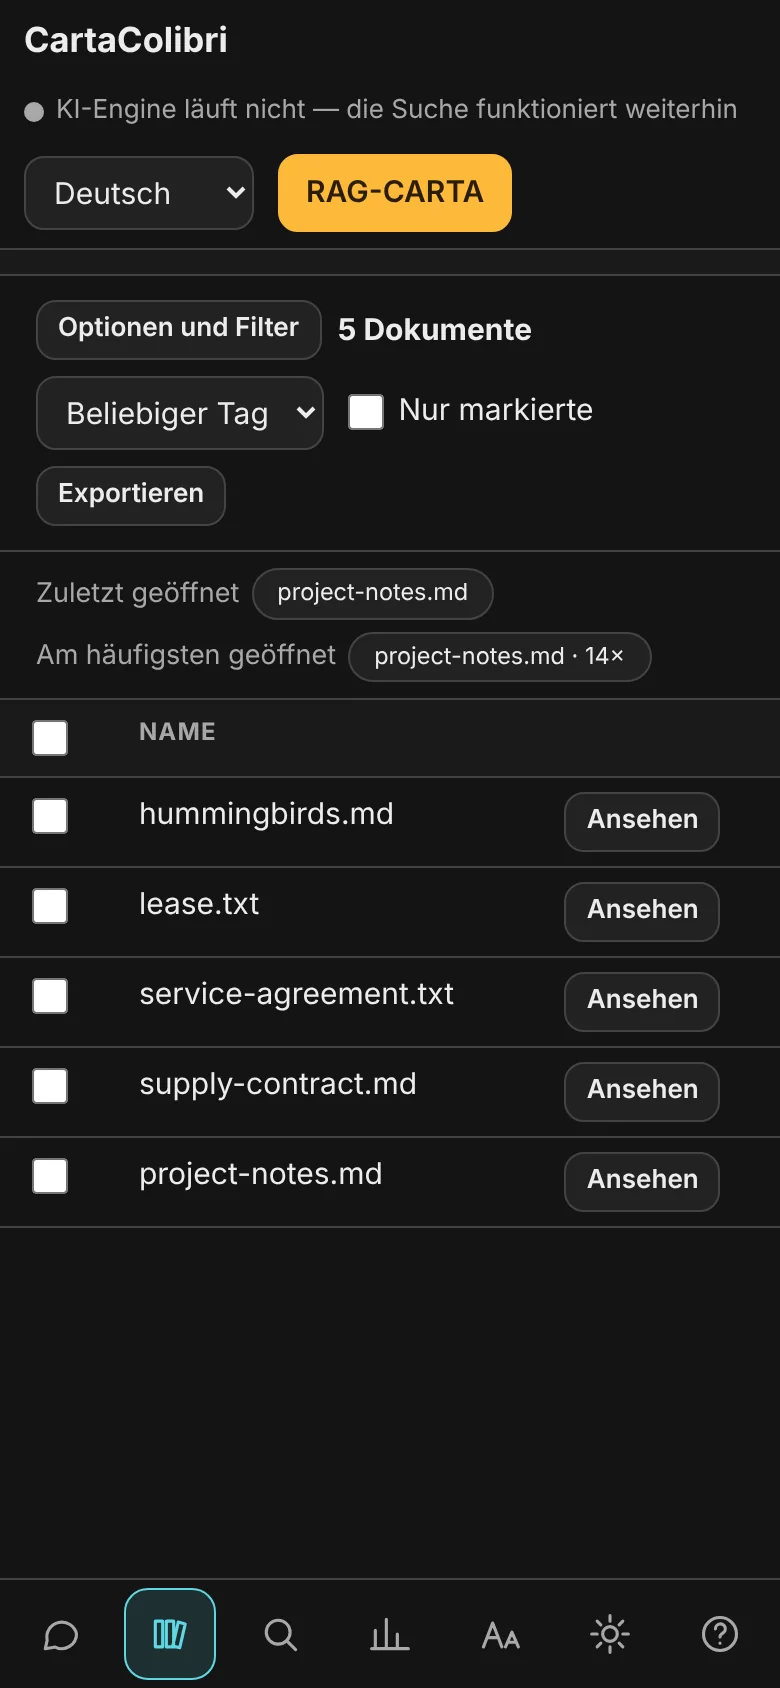 CartaColibri
KI-Engine läuft nicht — die Suche funktioniert weiterhin
Deutsch
RAG-CARTA
Optionen und Filter
5 Dokumente
Beliebiger Tag
Nur markierte
Exportieren
Zuletzt geöffnet project-notes.md
Am häufigsten geöffnet project-notes.md · 14×
NAME
hummingbirds.md Ansehen
lease.txt Ansehen
service-agreement.txt Ansehen
supply-contract.md Ansehen
project-notes.md Ansehen
AA
?